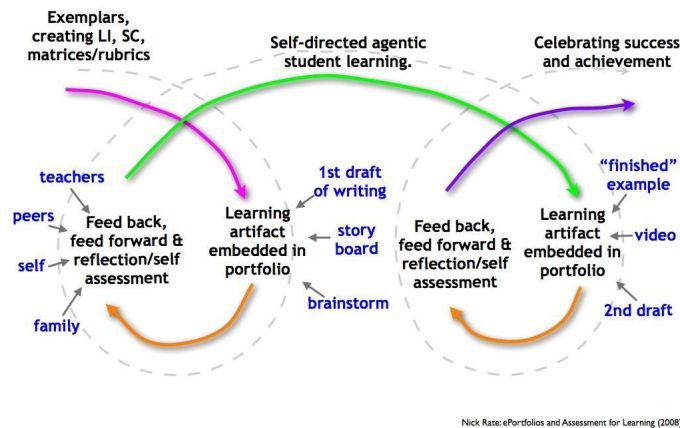 Exemplars,
creating LI, SC,
matrices/rubrics
Self-directed agentic
student learning.
Celebrating success
and achievement
teachers
peers
self
family
Feed back,
feed forward &
reflection/self
assessment
Learning
artifact
embedded in
portfolio
1st draft
of writing
story
board
brainstorm
Feed back,
feed forward &
reflection/self
assessment
Learning
artifact
embedded in
portfolio
“finished”
example
video
2nd draft
Nick Rate: ePortfolios and Assessment for Learning (2008)